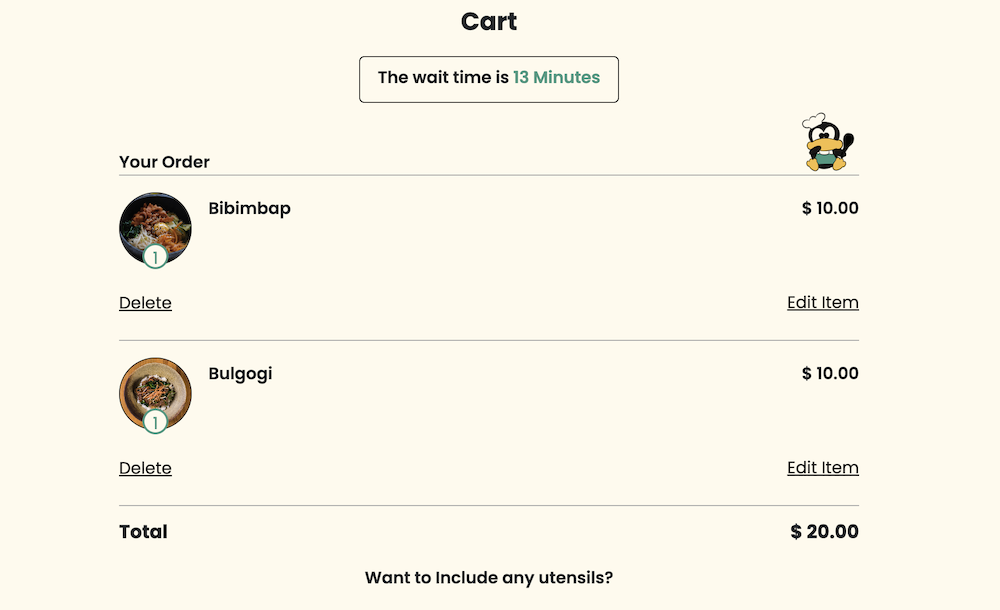 Cart
The wait time is 13 Minutes
Your Order
Bibimbap
$ 10.00
1
Delete
Edit Item
Bulgogi
$ 10.00
1
Delete
Edit Item
Total
$ 20.00
Want to Include any utensils?